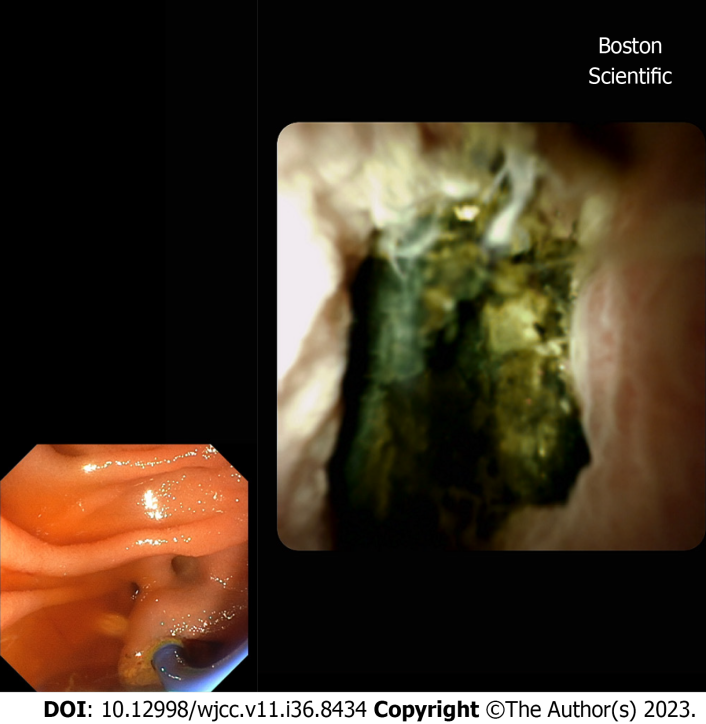 Boston
Scientific
DOI: 10.12998/wjcc.v11.i36.8434 Copyright ©The Author(s) 2023.